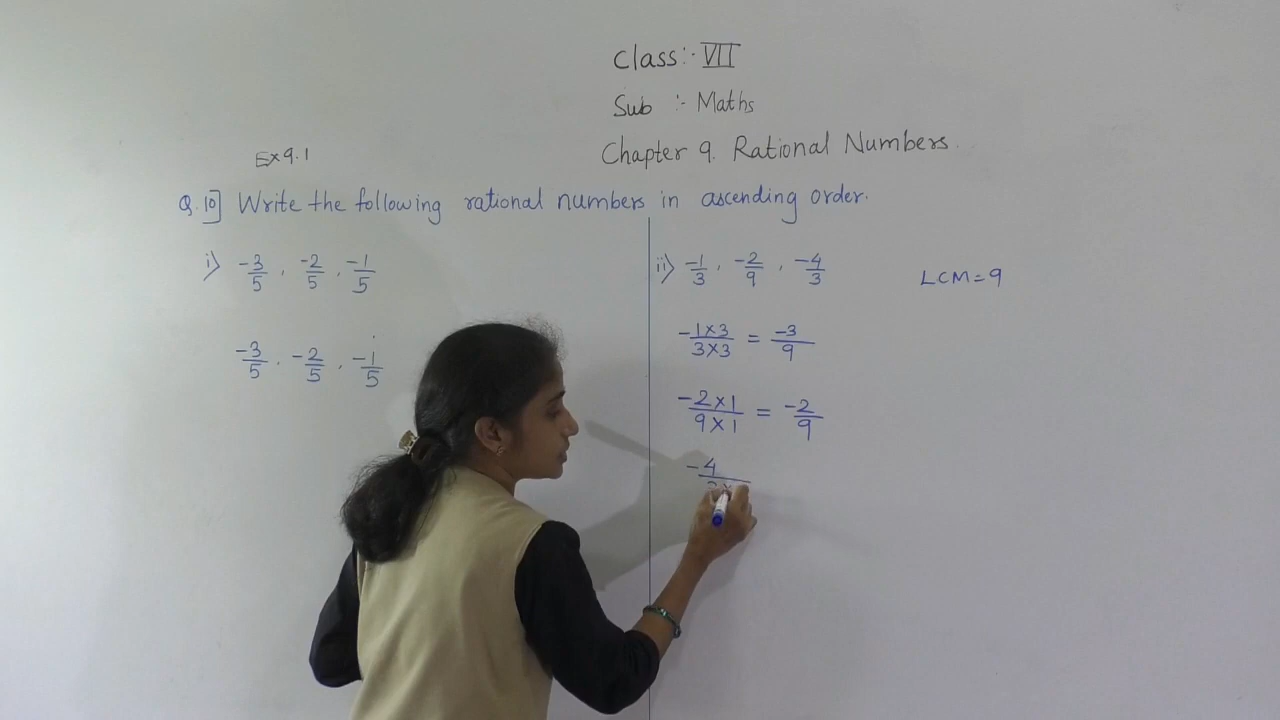 Class:- VII
Sub :- Maths
Chapter 9. Rational Numbers.
Ex 9.1
Q.10] Write the following rational numbers in ascending order.
i) -3/5, -2/5, -1/5
-3/5, -2/5, -1/5
ii) -1/3, -2/9, -4/3
LCM = 9
-1×3/3×3 = -3/9
-2×1/9×1 = -2/9
-4/3×